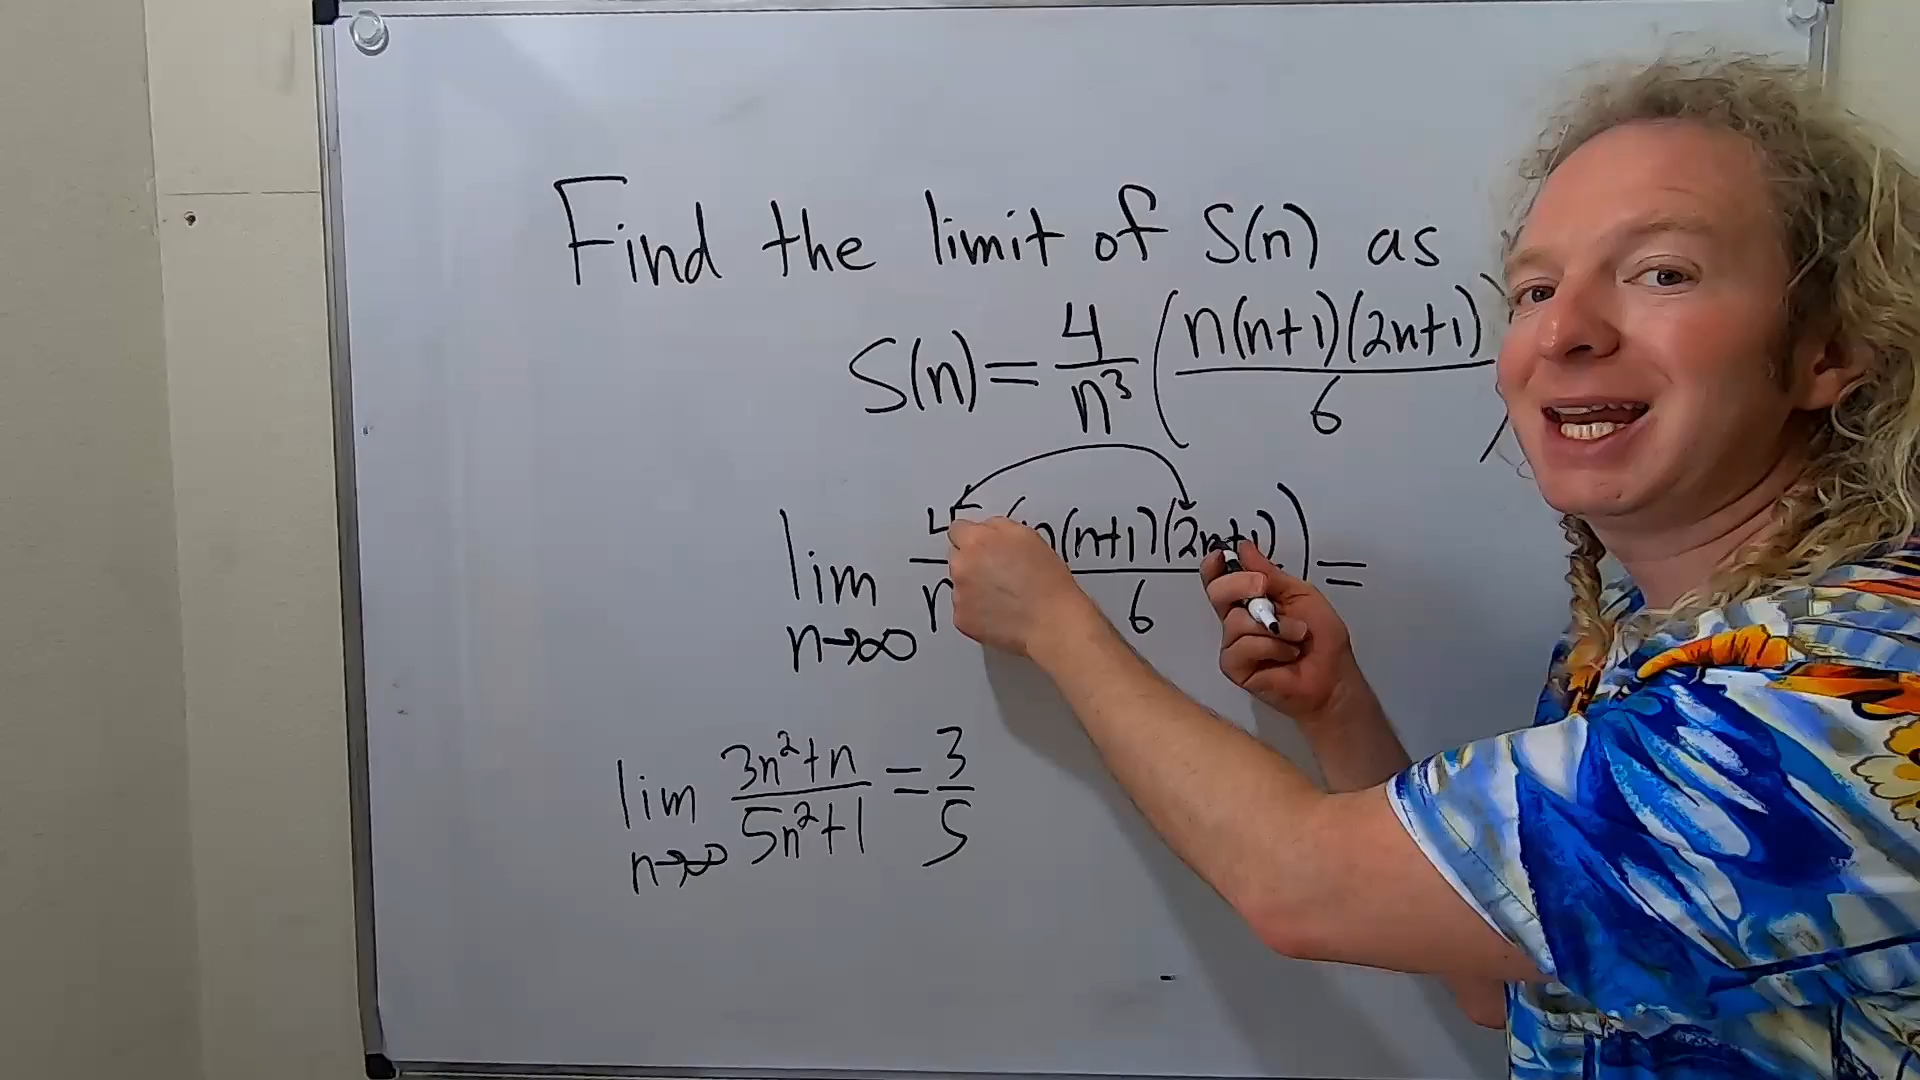 Find the limit of S(n) as
S(n) = 4/n³ (n(n+1)(2n+1)/6)
lim n→∞ 4/n (n(n+1)(2n+1)/6) =
lim n→∞ 3n²+n/5n²+1 = 3/5